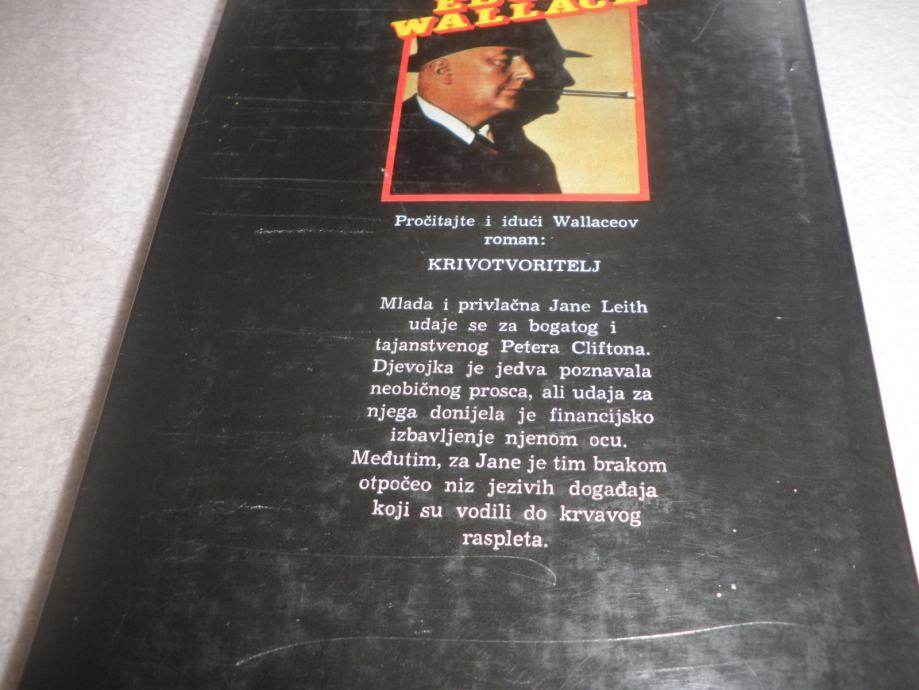 WALLACE
Pročitajte i idući Wallaceov
roman:
KRIVOTVORITELJ
Mlada i privlačna Jane Leith
udaje se za bogatog i
tajanstvenog Petera Cliftona.
Djevojka je jedva poznavala
neobičnog prosca, ali udaja za
njega donijela je financijsko
izbavljenje njenom ocu.
Međutim, za Jane je tim brakom
otpočeo niz jezivih događaja
koji su vodili do krvavog
raspleta.